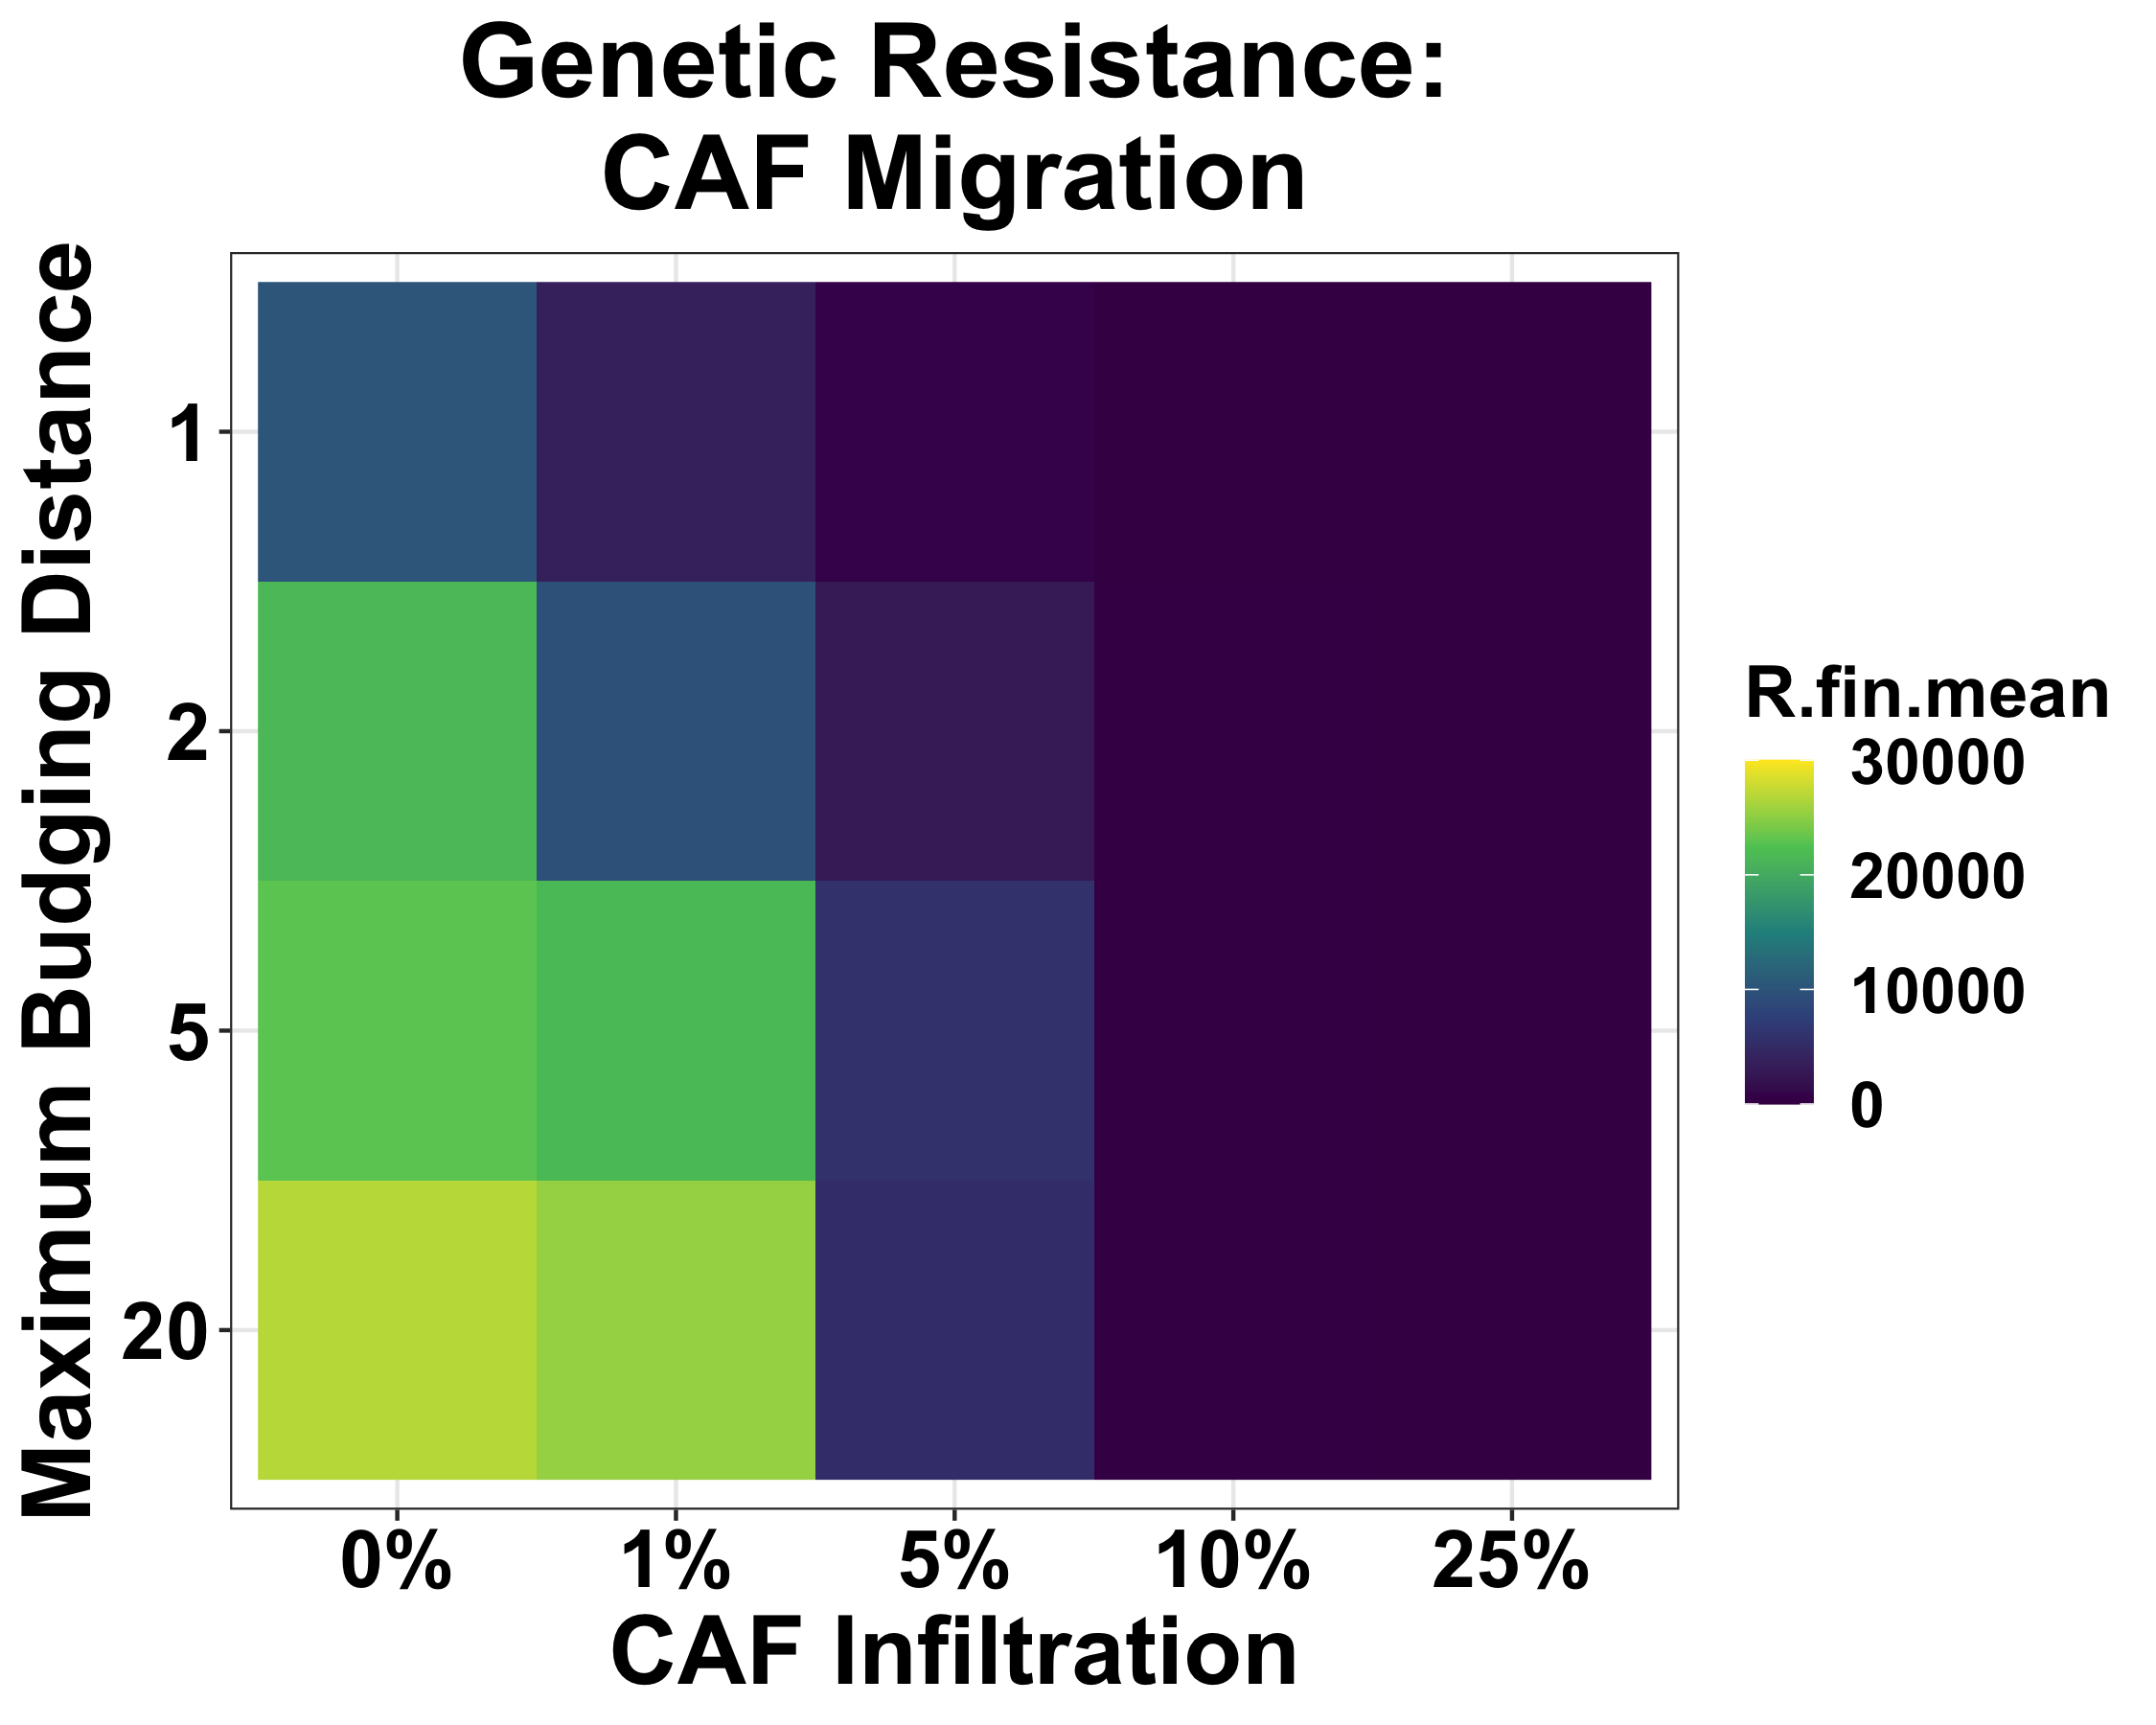 Genetic Resistance:
CAF Migration
Maximum Budging Distance
1
2
5
20
0% 1% 5% 10% 25%
CAF Infiltration
R.fin.mean
30000
20000
10000
0